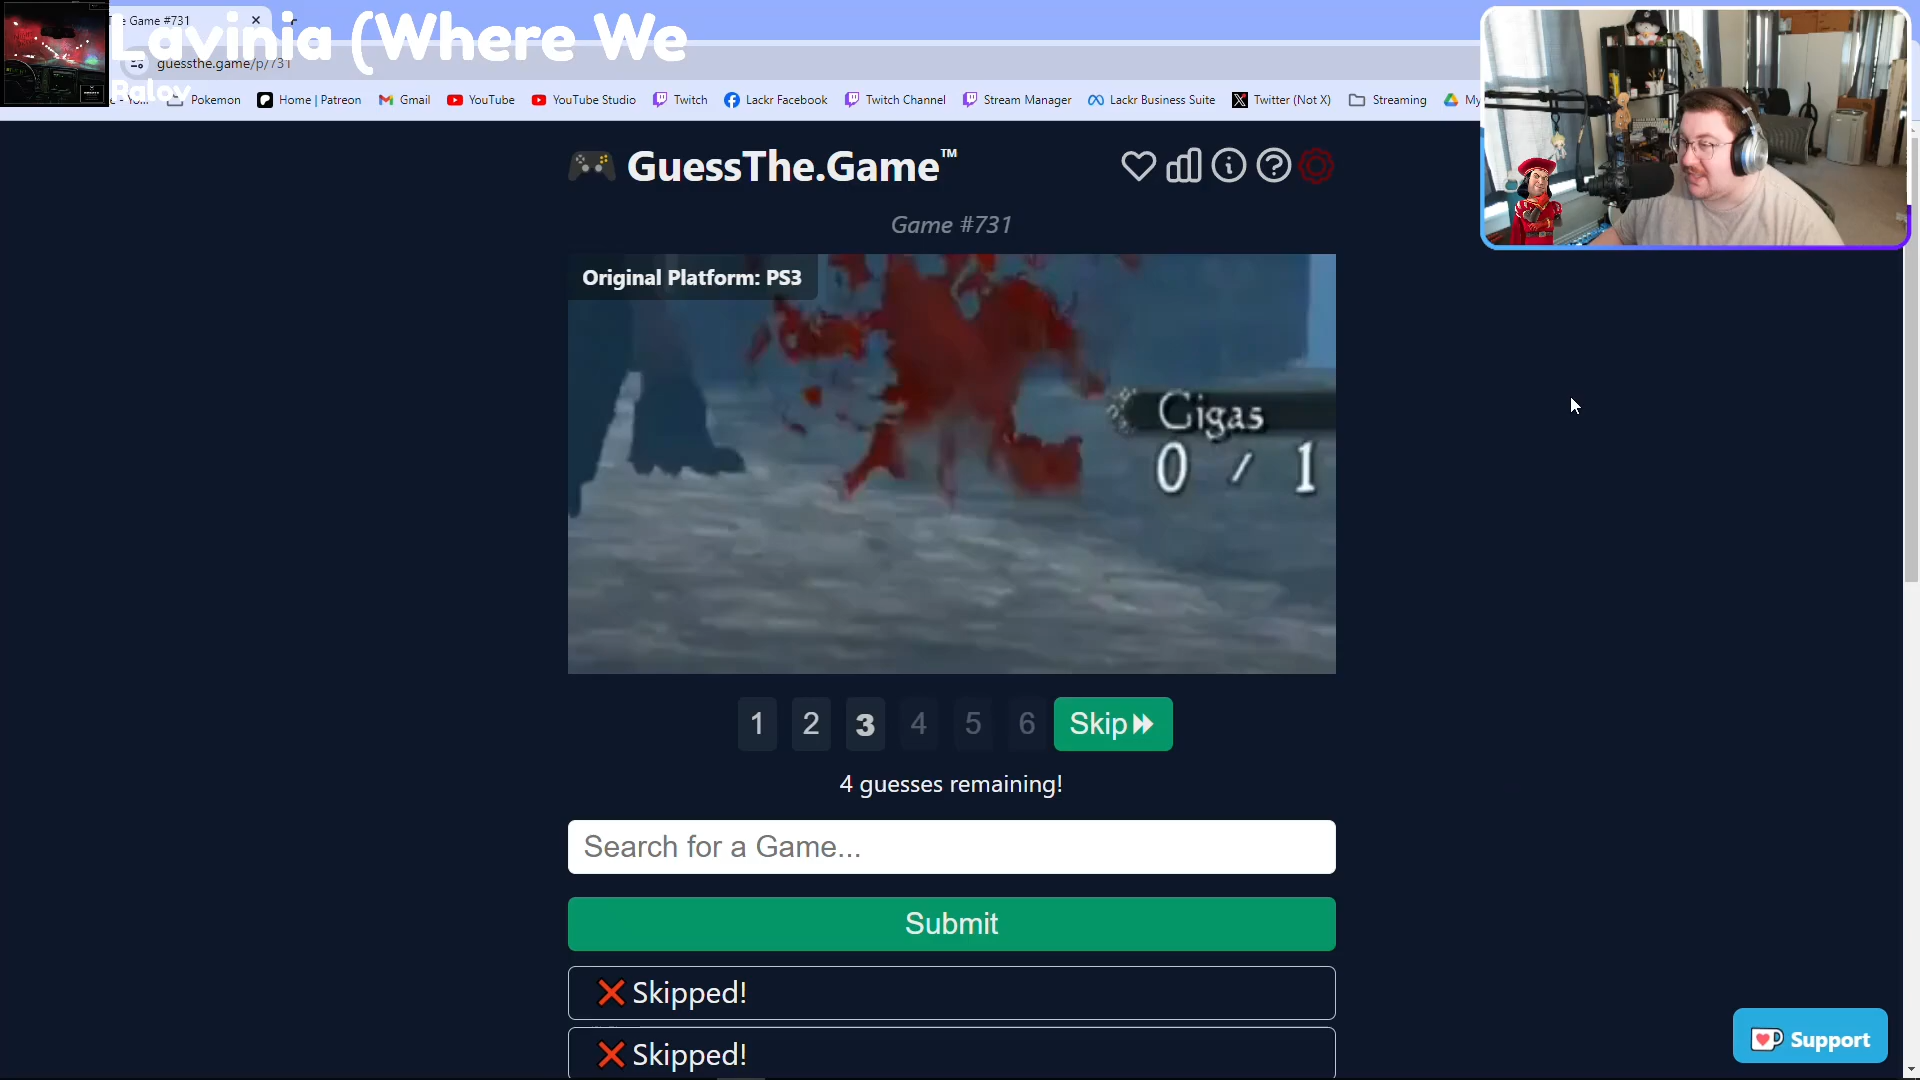 e Game #731
Lavinia (Where We
guessthe.game/p/731
Ralov
Pokemon
Home | Patreon
Gmail
YouTube
YouTube Studio
Twitch
Lackr Facebook
Twitch Channel
Stream Manager
Lackr Business Suite
Twitter (Not X)
Streaming
My
GuessThe.Game™
Game #731
Original Platform: PS3
Gigas
0 / 1
1 2 3 4 5 6 Skip
4 guesses remaining!
Search for a Game...
Submit
❌ Skipped!
❌ Skipped!
Support